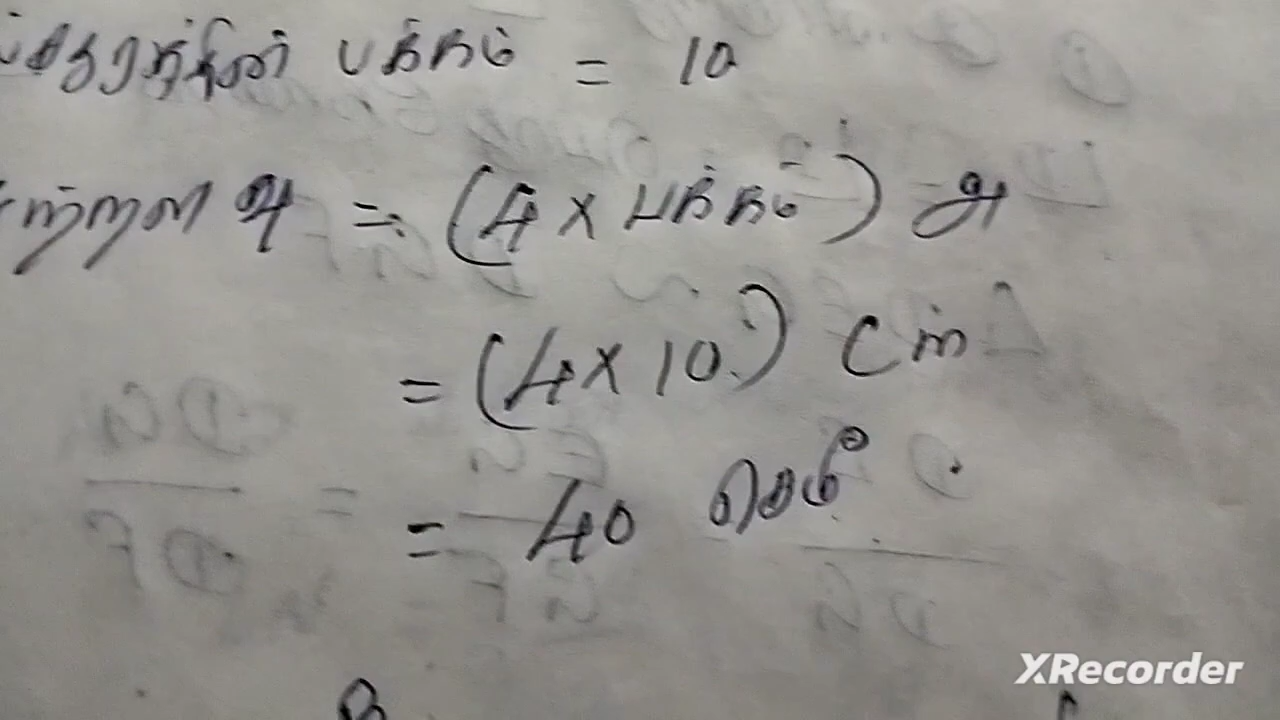 சதுரத்தின் பக்கம் = 10
சுற்றளவு = (4 x பக்கம்) அ
= (4 x 10) cm
= 40 செமீ
XRecorder